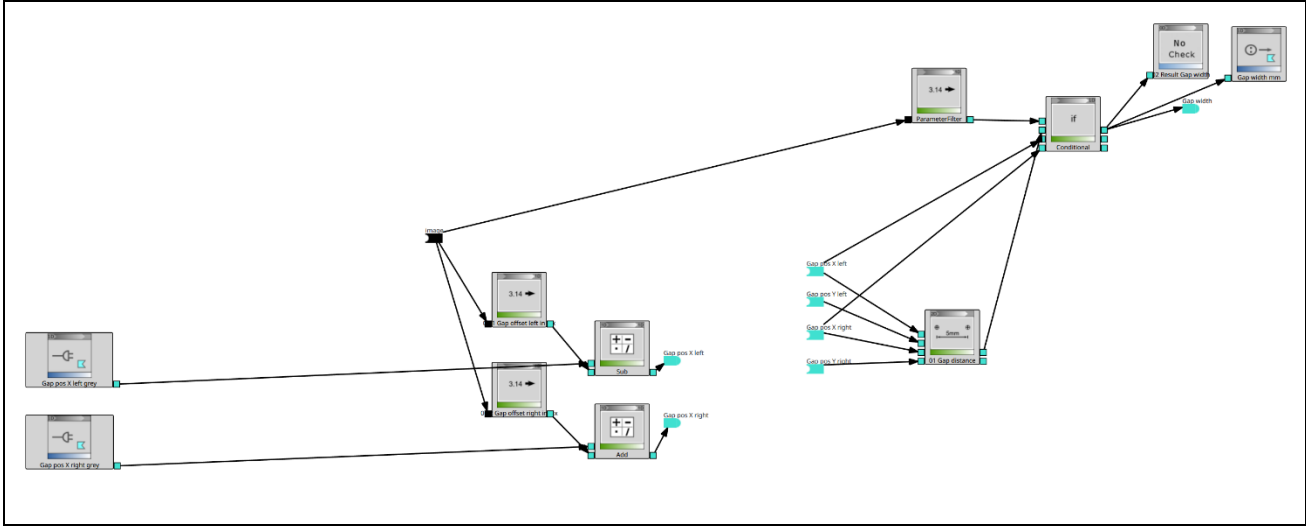 No
Check
02 Result Gap width
Gap width mm
3.14
ParameterFilter
if
Conditional
Gap width
image
Gap pos X left
Gap pos Y left
Gap pos X right
Gap pos Y right
5mm
01 Gap distance
3.14
Gap offset left in
Sub
Gap pos X left
Gap pos X left grey
3.14
Gap offset right in
Add
Gap pos X right
Gap pos X right grey